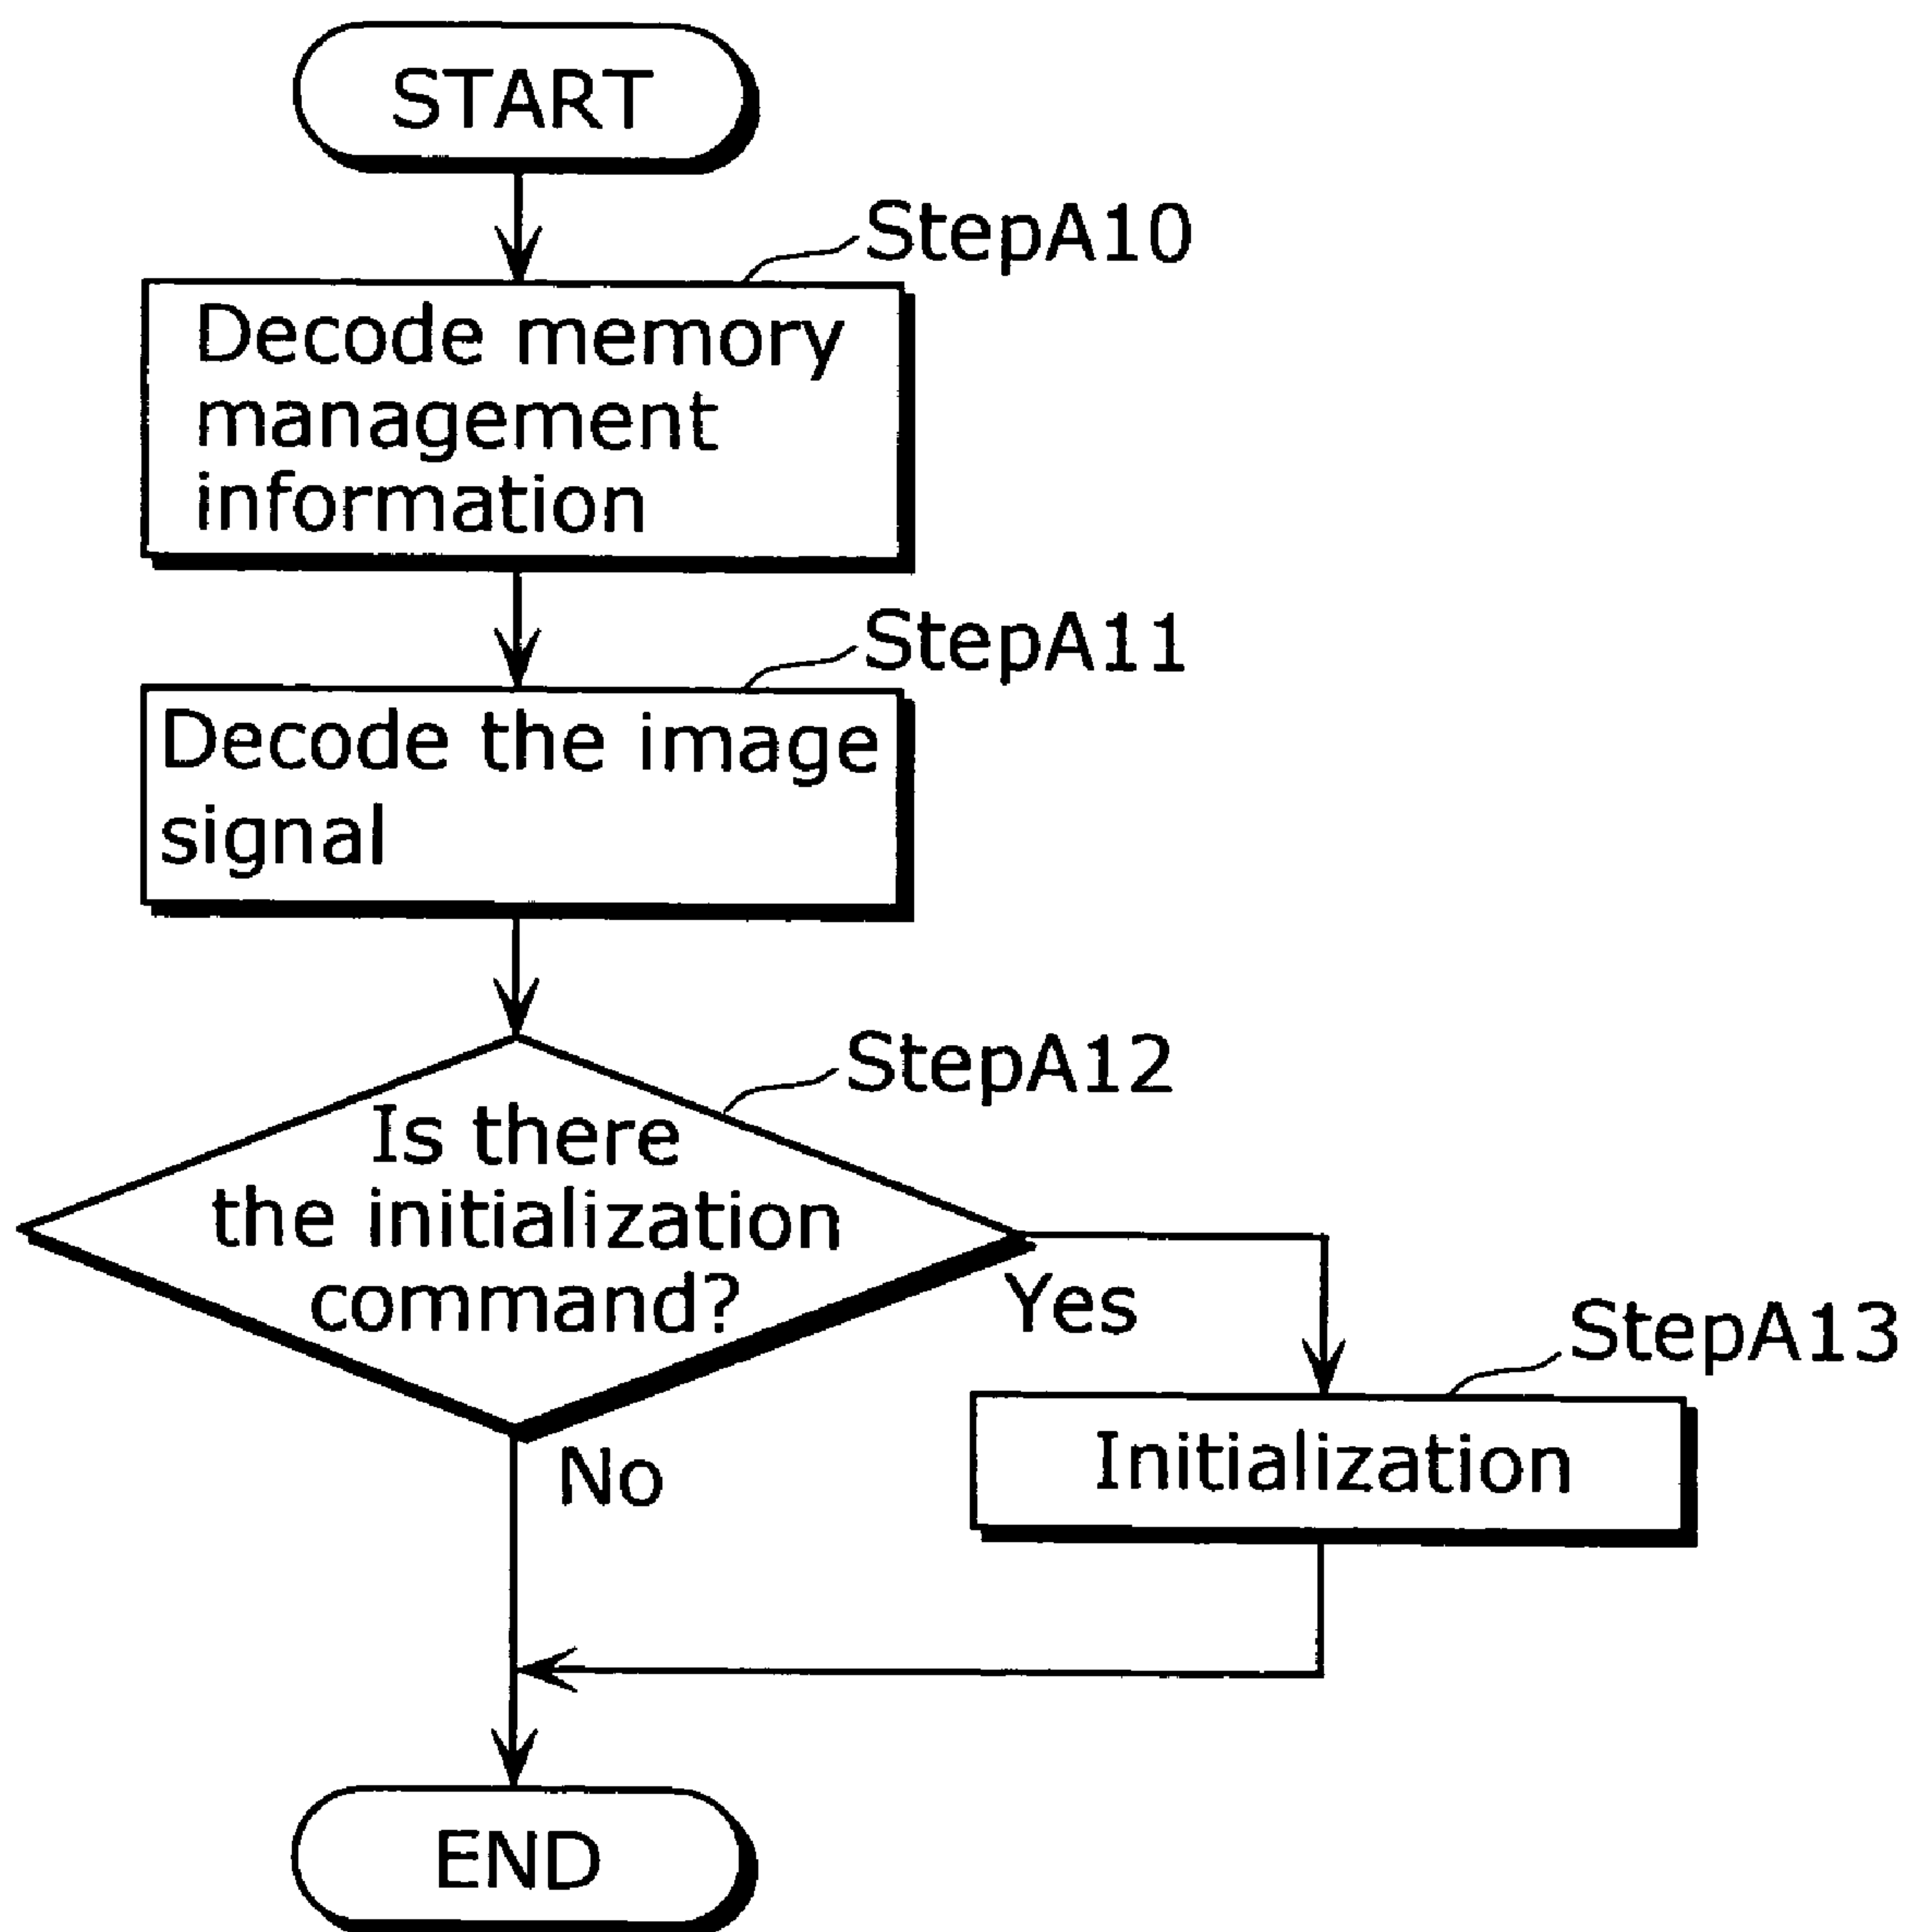 START
StepA10
Decode memory
management
information
StepA11
Decode the image
signal
StepA12
Is there
the initialization
command?
Yes
StepA13
Initialization
No
END